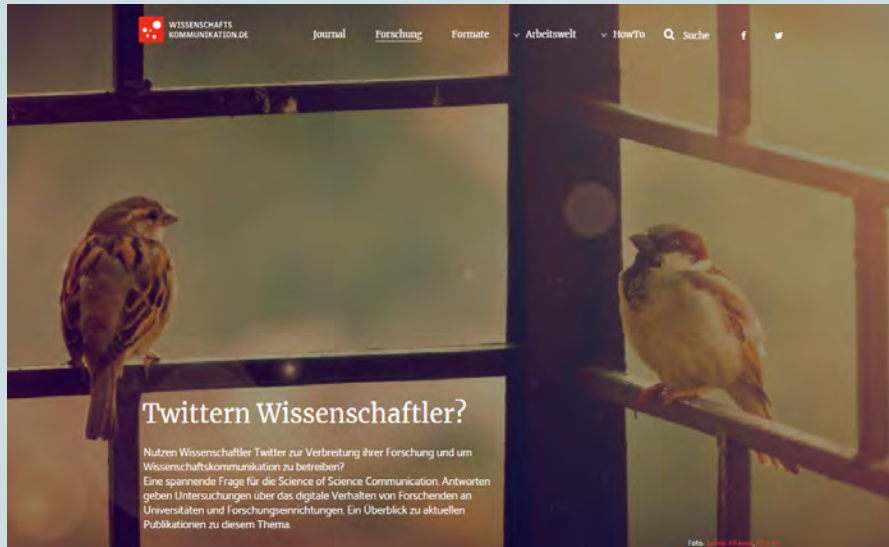 WISSENSCHAFTS
KOMMUNIKATION.DE
Journal Forschung Formate Arbeitswelt HowTo Suche
Twittern Wissenschaftler?
Nutzen Wissenschaftler Twitter zur Verbreitung ihrer Forschung und um
Wissenschaftskommunikation zu betreiben?
Eine spannende Frage für die Science of Science Communication. Antworten
geben Untersuchungen über das digitale Verhalten von Forschenden an
Universitäten und Forschungseinrichtungen. Ein Überblick zu aktuellen
Publikationen zu diesem Thema.
Foto: